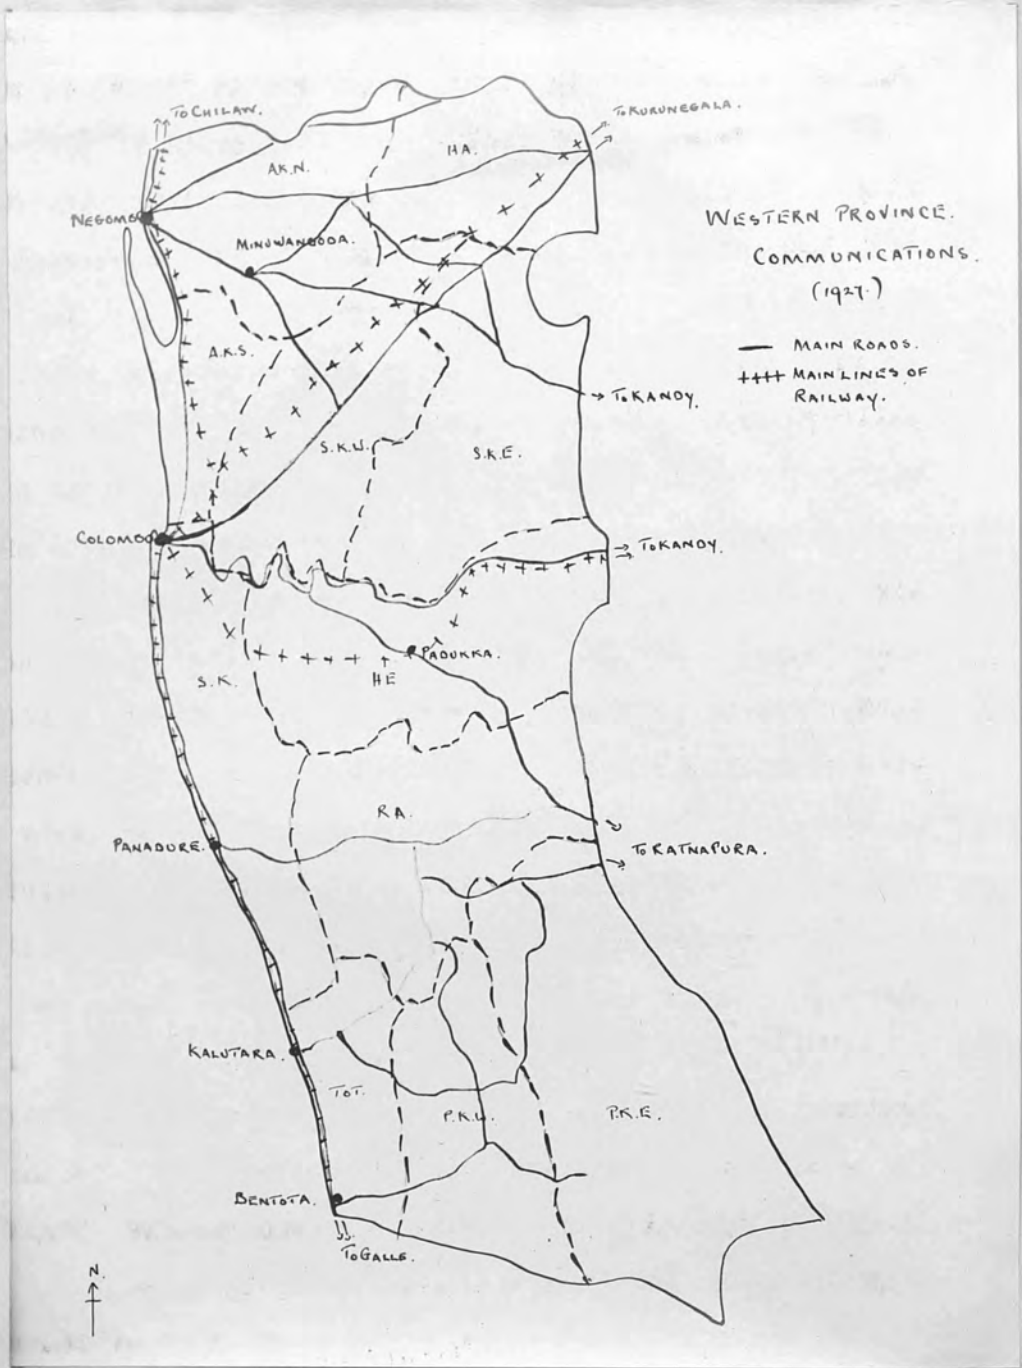 To CHILAW.
To KURUNEGALA.
HA.
A.K.N.
NEGOMBO
MINUWANGODA.
WESTERN PROVINCE.
COMMUNICATIONS.
(1927.)
MAIN ROADS.
MAIN LINES OF
RAILWAY.
A.K.S.
To KANDY.
S.K.W.
S.K.E.
COLOMBO
To KANDY.
PADUKKA.
S.K.
HE
RA.
PANADURE.
To RATNAPURA.
KALUTARA.
TOT.
P.K.W.
P.K.E.
BENTOTA.
To GALLE.
N.